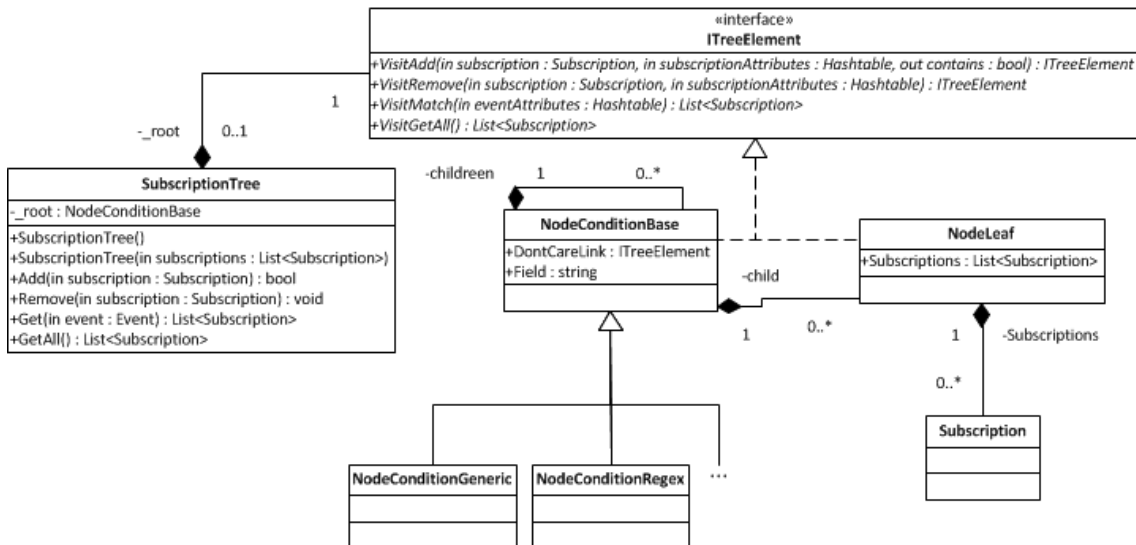 «interface»
ITreeElement
+VisitAdd(in subscription : Subscription, in subscriptionAttributes : Hashtable, out contains : bool) : ITreeElement
+VisitRemove(in subscription : Subscription, in subscriptionAttributes : Hashtable) : ITreeElement
+VisitMatch(in eventAttributes : Hashtable) : List<Subscription>
+VisitGetAll() : List<Subscription>
1
-_root
0..1
SubscriptionTree
-_root : NodeConditionBase
+SubscriptionTree()
+SubscriptionTree(in subscriptions : List<Subscription>)
+Add(in subscription : Subscription) : bool
+Remove(in subscription : Subscription) : void
+Get(in event : Event) : List<Subscription>
+GetAll() : List<Subscription>
-childreen
1
0..*
NodeConditionBase
+DontCareLink : ITreeElement
+Field : string
NodeLeaf
+Subscriptions : List<Subscription>
-child
1
0..*
1
-Subscriptions
0..*
Subscription
NodeConditionGeneric
NodeConditionRegex
...